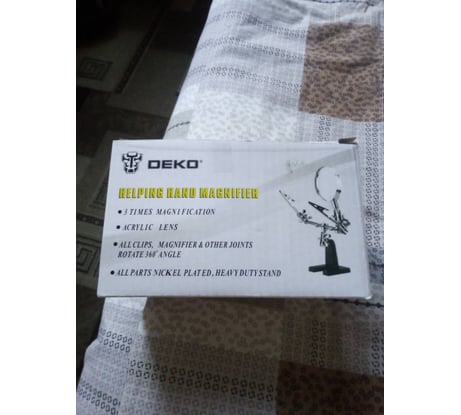 DEKO®
HELPING HAND MAGNIFIER
• 3 TIMES MAGNIFICATION
• ACRYLIC LENS
• ALL CLIPS, MAGNIFIER & OTHER JOINTS
ROTATE 360° ANGLE
• ALL PARTS NICKEL PLATED, HEAVY DUTY STAND